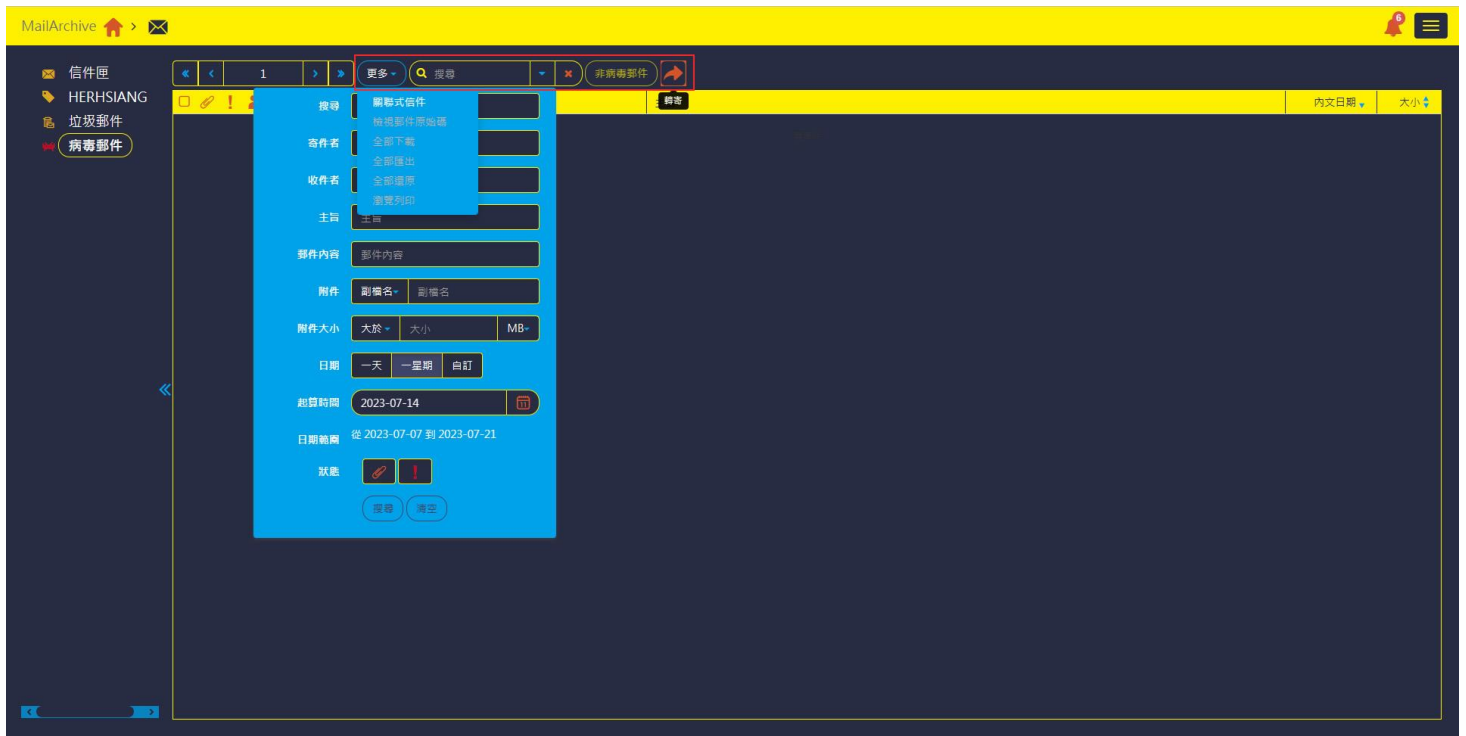 MailArchive
6
信件匣
HERHSIANG
垃圾郵件
病毒郵件
1
更多
搜尋
非病毒郵件
轉寄
內文日期
大小
關聯式信件
檢視郵件原始碼
全部下載
全部匯出
全部還原
瀏覽列印
搜尋
寄件者
收件者
主旨
主旨
郵件內容
郵件內容
附件
副檔名
副檔名
附件大小
大於
大小
MB
日期
一天
一星期
自訂
起算時間
2023-07-14
11
日期範圍
從 2023-07-07 到 2023-07-21
狀態
搜尋
清空